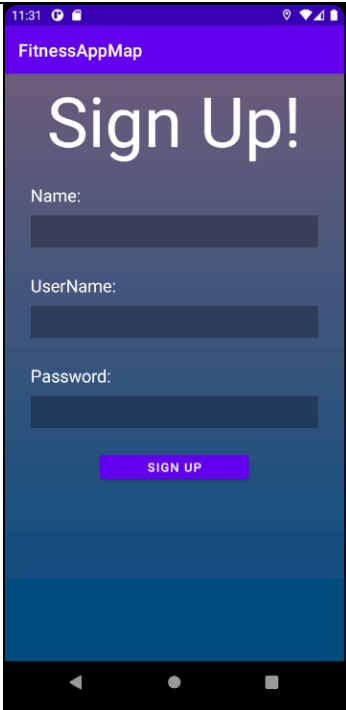 11:31
FitnessAppMap
Sign Up!
Name:
UserName:
Password:
SIGN UP